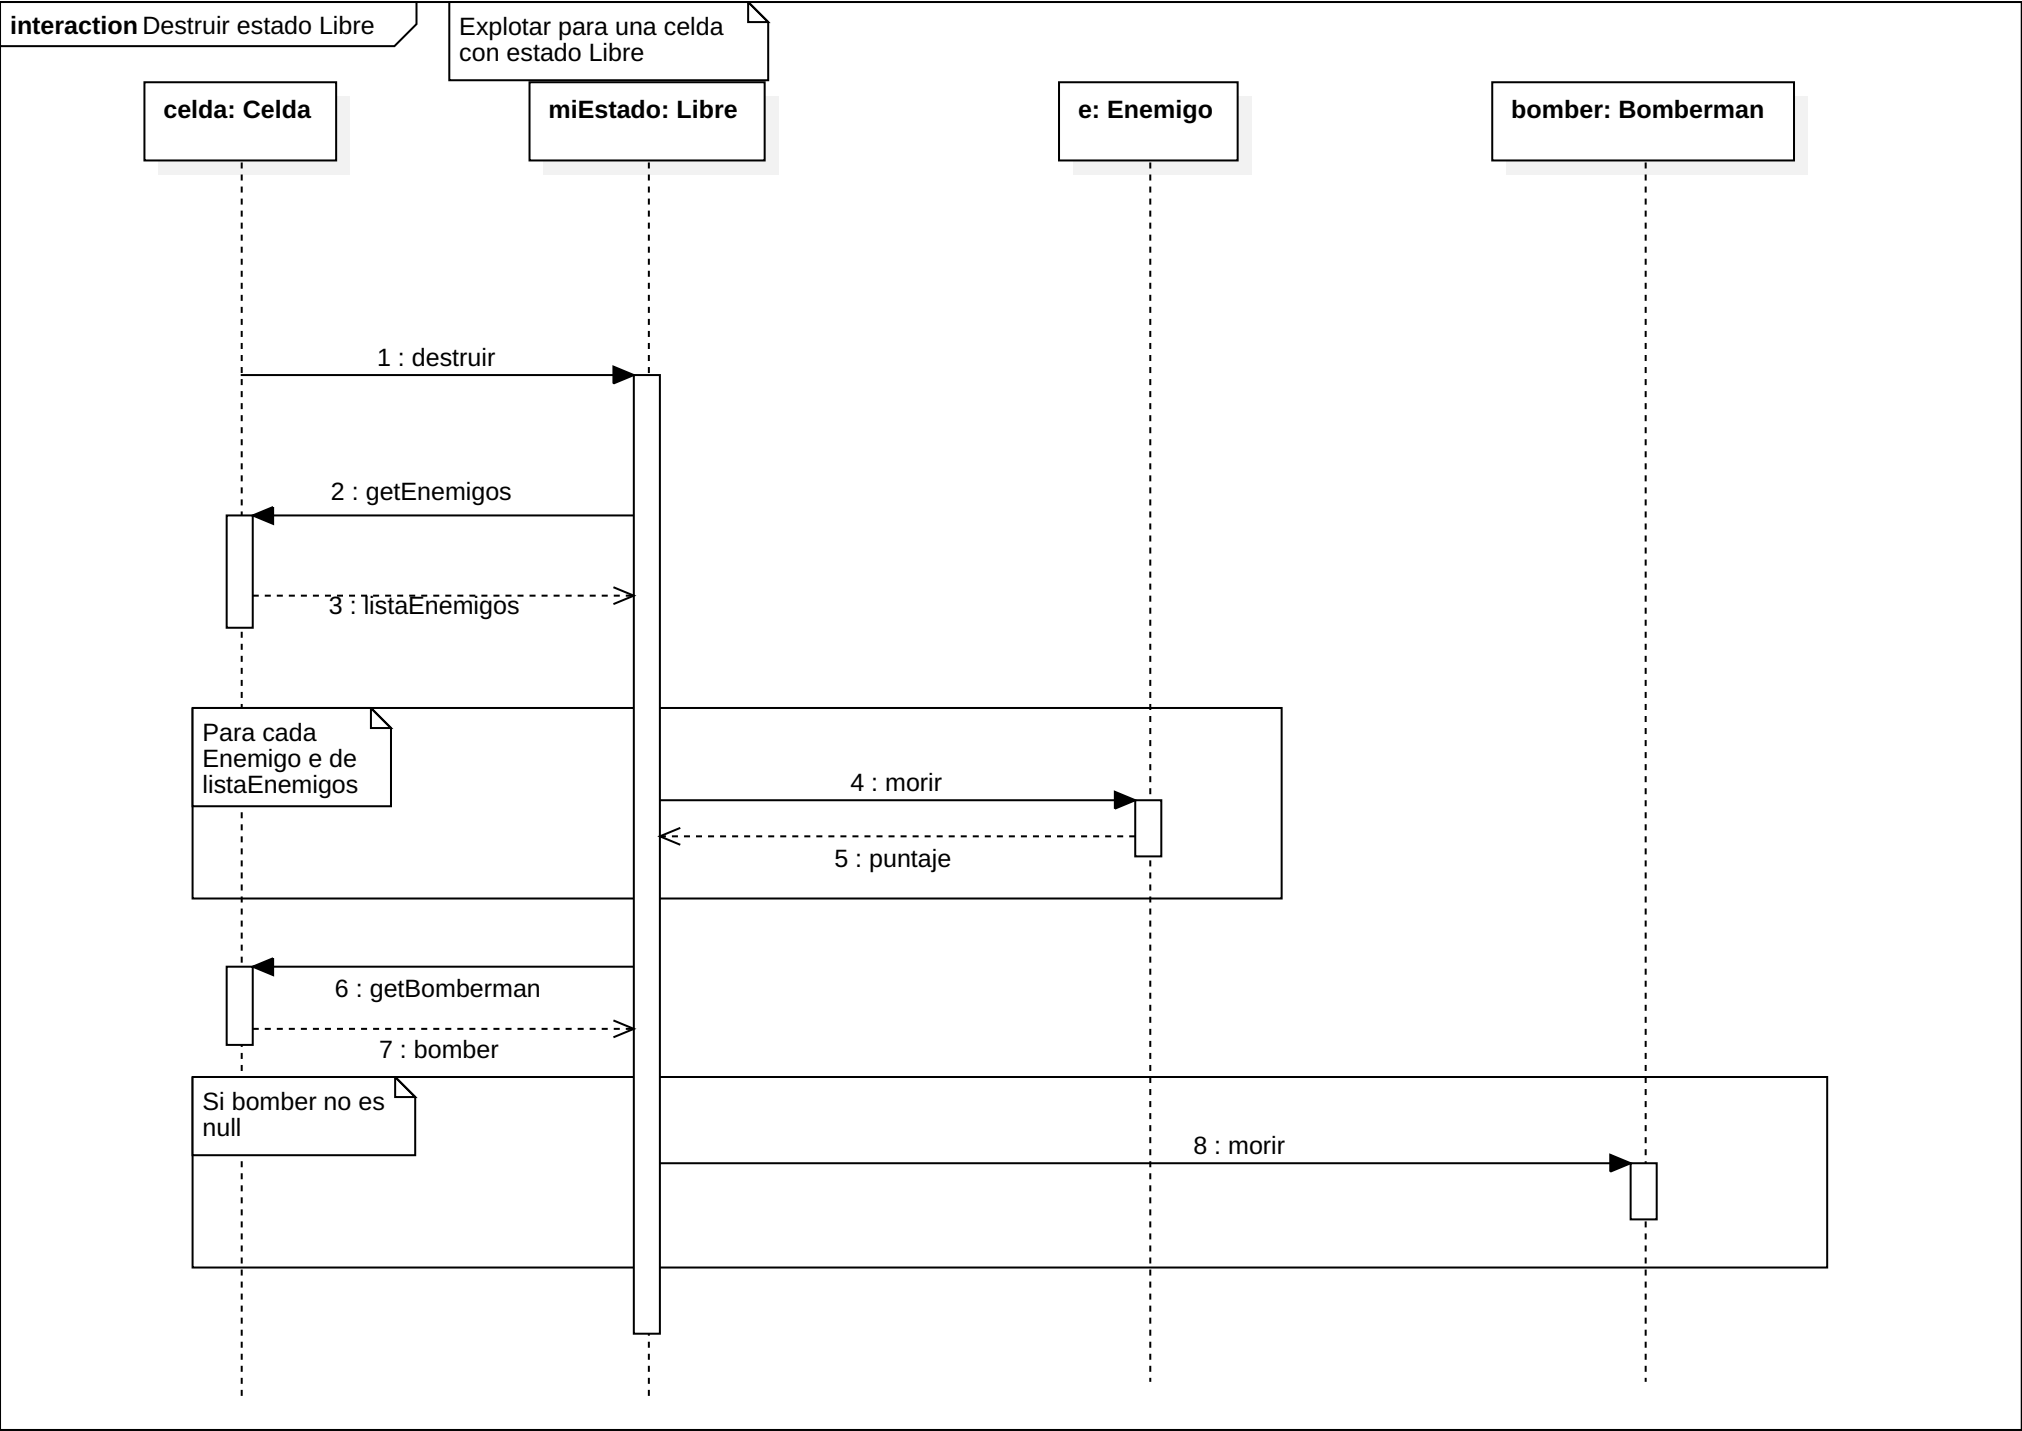 interaction Destruir estado Libre
Explotar para una celda
con estado Libre
celda: Celda
miEstado: Libre
e: Enemigo
bomber: Bomberman
1 : destruir
2 : getEnemigos
3 : listaEnemigos
Para cada
Enemigo e de
listaEnemigos
4 : morir
5 : puntaje
6 : getBomberman
7 : bomber
Si bomber no es
null
8 : morir